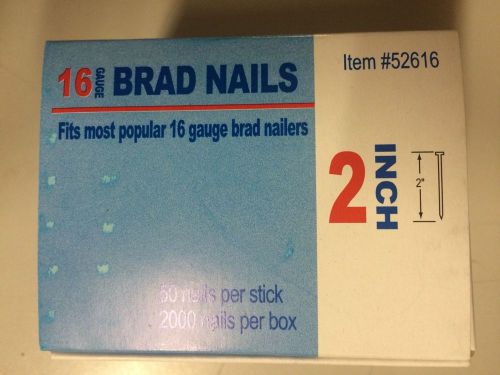 16 GAUGE BRAD NAILS
Item #52616
Fits most popular 16 gauge brad nailers
2 INCH
2"
50 nails per stick
2000 nails per box